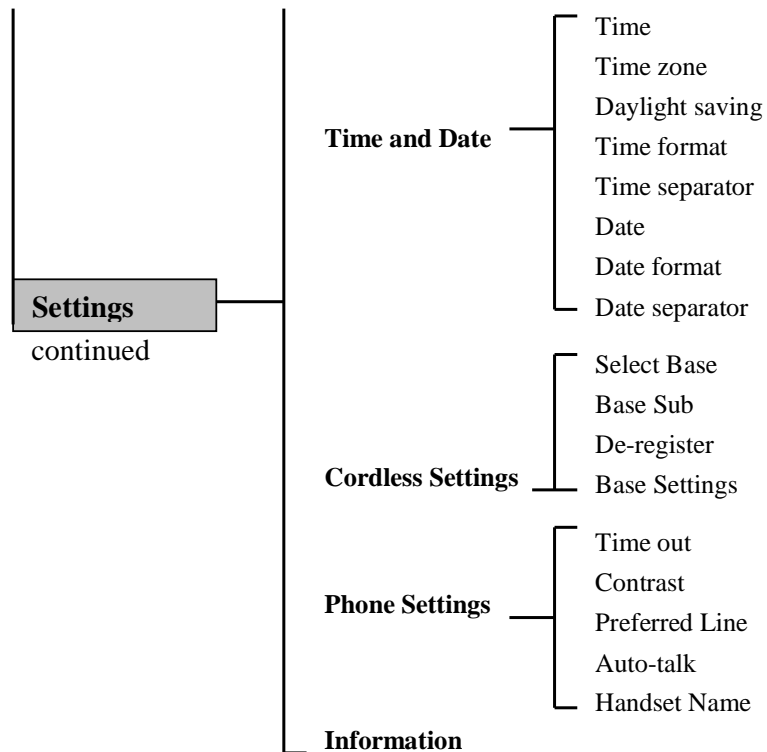 Time
Time zone
Daylight saving
Time and Date
Time format
Time separator
Date
Date format
Settings
Date separator
continued
Select Base
Base Sub
De-register
Cordless Settings
Base Settings
Time out
Contrast
Phone Settings
Preferred Line
Auto-talk
Handset Name
Information